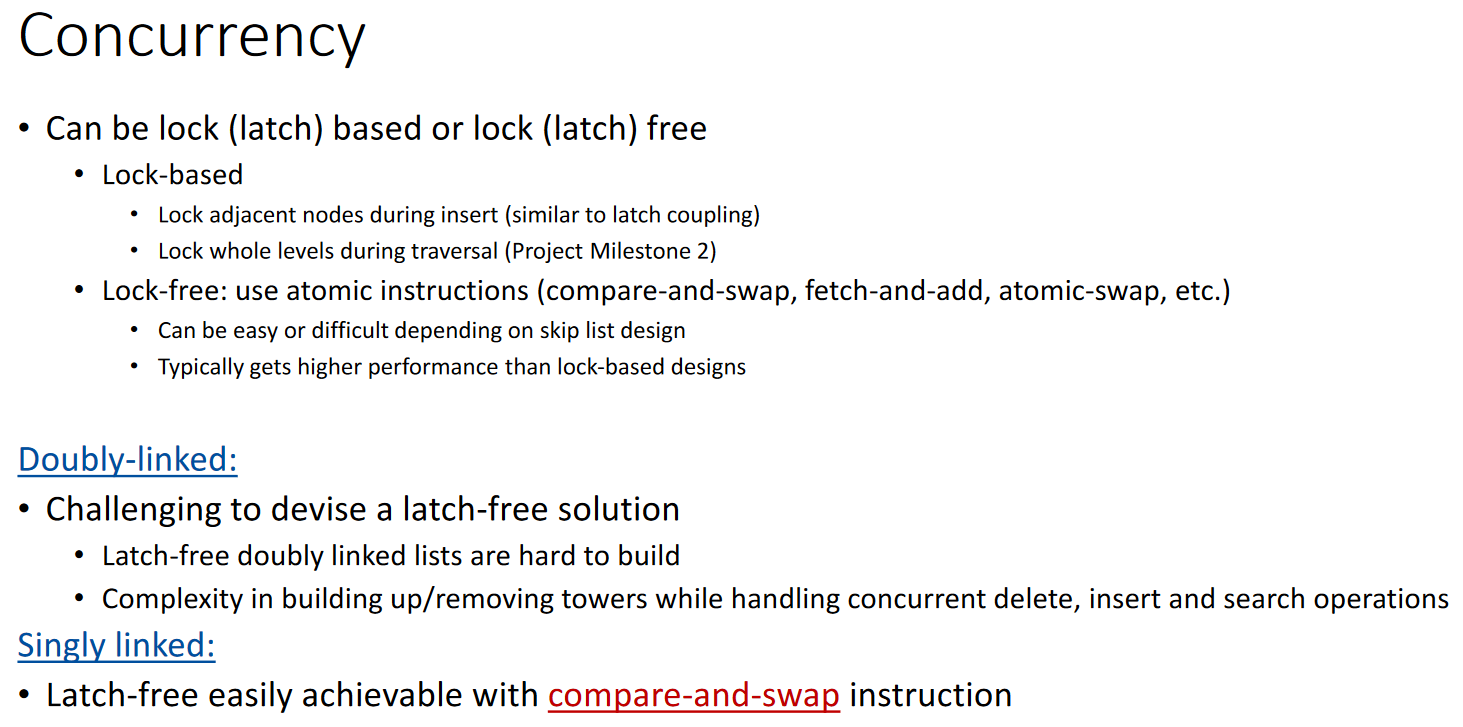 Concurrency
• Can be lock (latch) based or lock (latch) free
• Lock-based
• Lock adjacent nodes during insert (similar to latch coupling)
• Lock whole levels during traversal (Project Milestone 2)
• Lock-free: use atomic instructions (compare-and-swap, fetch-and-add, atomic-swap, etc.)
• Can be easy or difficult depending on skip list design
• Typically gets higher performance than lock-based designs
Doubly-linked:
• Challenging to devise a latch-free solution
• Latch-free doubly linked lists are hard to build
• Complexity in building up/removing towers while handling concurrent delete, insert and search operations
Singly linked:
• Latch-free easily achievable with compare-and-swap instruction